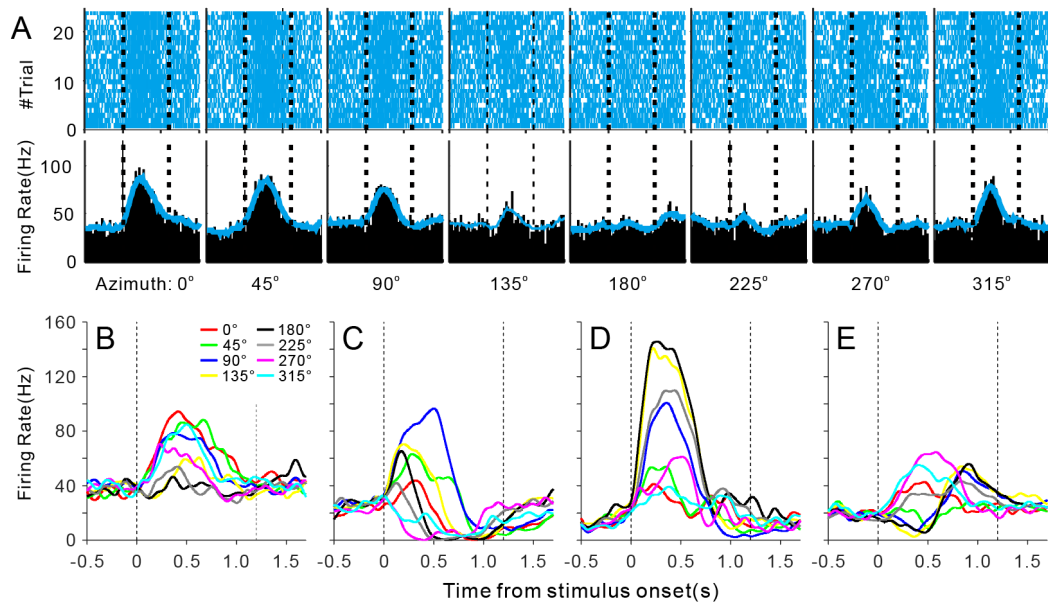 A
#Trial
20
10
0
Firing Rate(Hz)
100
50
0
Azimuth: 0° 45° 90° 135° 180° 225° 270° 315°
B C D E
Firing Rate(Hz)
160
120
80
40
0
0° 180°
45° 225°
90° 270°
135° 315°
-0.5 0 0.5 1.0 1.5 -0.5 0 0.5 1.0 1.5 -0.5 0 0.5 1.0 1.5 -0.5 0 0.5 1.0 1.5
Time from stimulus onset(s)